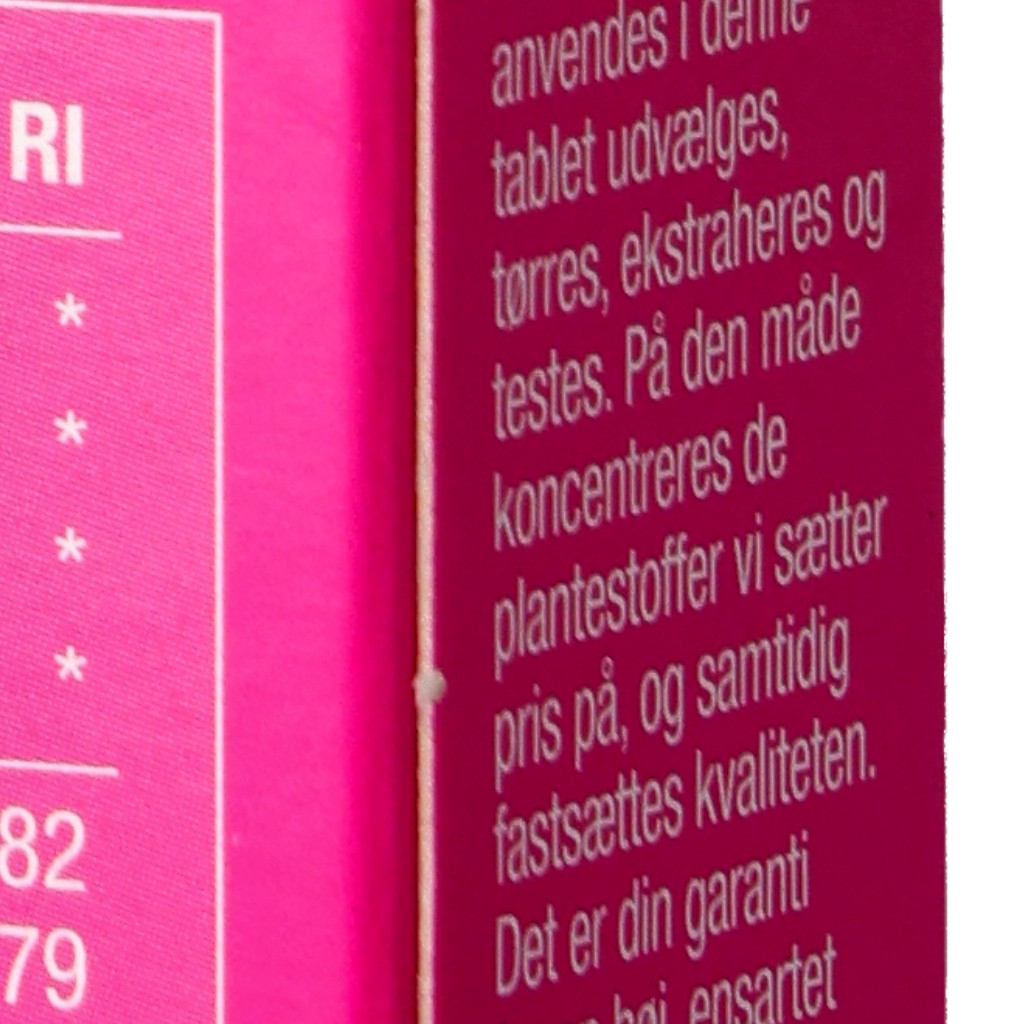 RI
*
*
*
*
82
79
anvendes i denne
tablet udvælges,
tørres, ekstraheres og
testes. På den måde
koncentreres de
plantestoffer vi sætter
pris på, og samtidig
fastsættes kvaliteten.
Det er din garanti
høj, ensartet